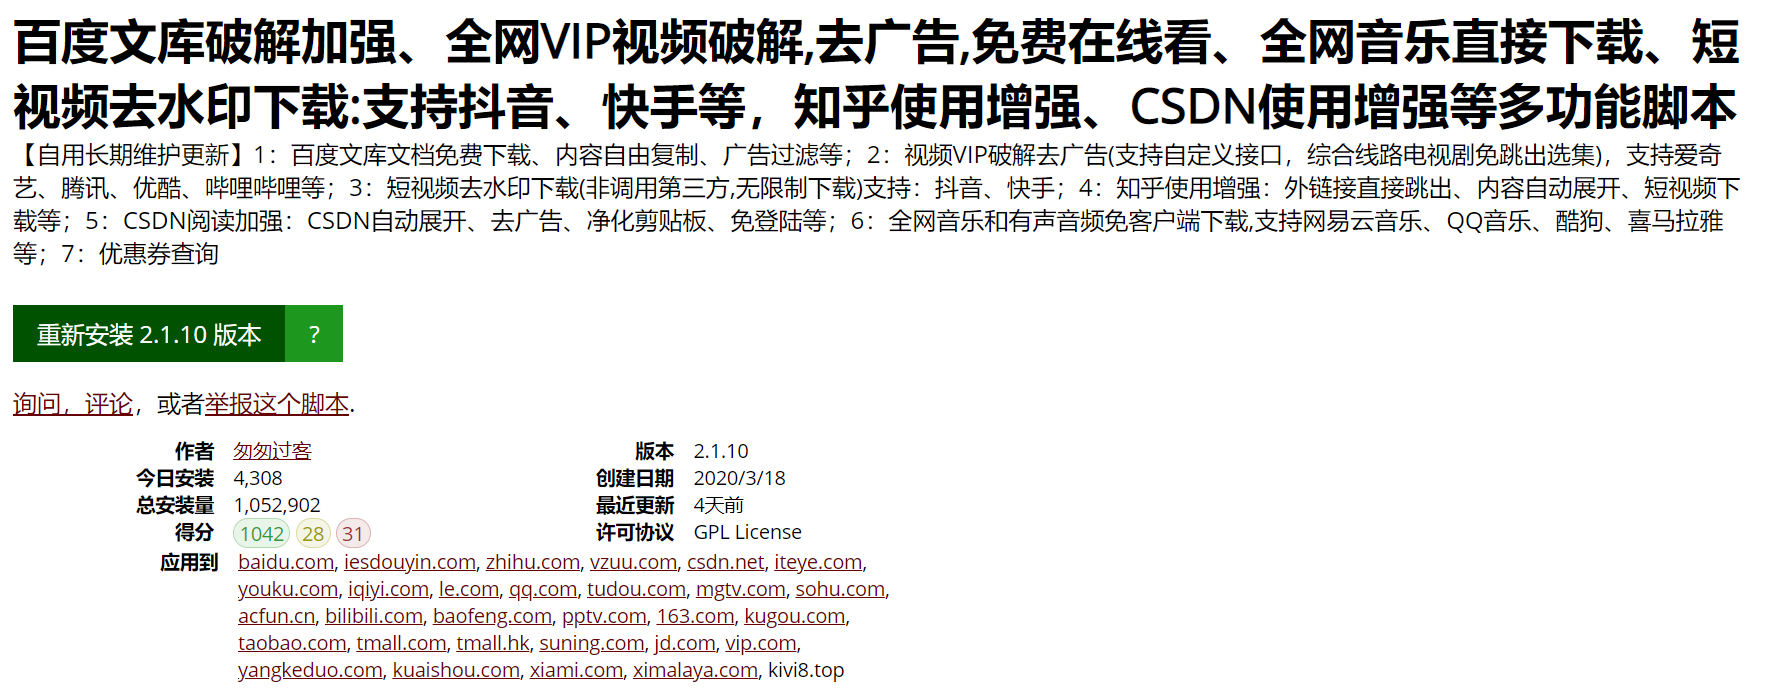 百度文库破解加强、全网VIP视频破解,去广告,免费在线看、全网音乐直接下载、短
视频去水印下载:支持抖音、快手等，知乎使用增强、CSDN使用增强等多功能脚本
【自用长期维护更新】1：百度文库文档免费下载、内容自由复制、广告过滤等；2：视频VIP破解去广告(支持自定义接口，综合线路电视剧免跳出选集)，支持爱奇
艺、腾讯、优酷、哔哩哔哩等；3：短视频去水印下载(非调用第三方,无限制下载)支持：抖音、快手；4：知乎使用增强：外链接直接跳出、内容自动展开、短视频下
载等；5：CSDN阅读加强：CSDN自动展开、去广告、净化剪贴板、免登陆等；6：全网音乐和有声音频免客户端下载,支持网易云音乐、QQ音乐、酷狗、喜马拉雅
等；7：优惠券查询
重新安装 2.1.10 版本 ?
询问，评论，或者举报这个脚本.
作者 匆匆过客 版本 2.1.10
今日安装 4,308 创建日期 2020/3/18
总安装量 1,052,902 最近更新 4天前
得分 1042 28 31 许可协议 GPL License
应用到 baidu.com, iesdouyin.com, zhihu.com, vzuu.com, csdn.net, iteye.com,
youku.com, iqiyi.com, le.com, qq.com, tudou.com, mgtv.com, sohu.com,
acfun.cn, bilibili.com, baofeng.com, pptv.com, 163.com, kugou.com,
taobao.com, tmall.com, tmall.hk, suning.com, jd.com, vip.com,
yangkeduo.com, kuaishou.com, xiami.com, ximalaya.com, kivi8.top